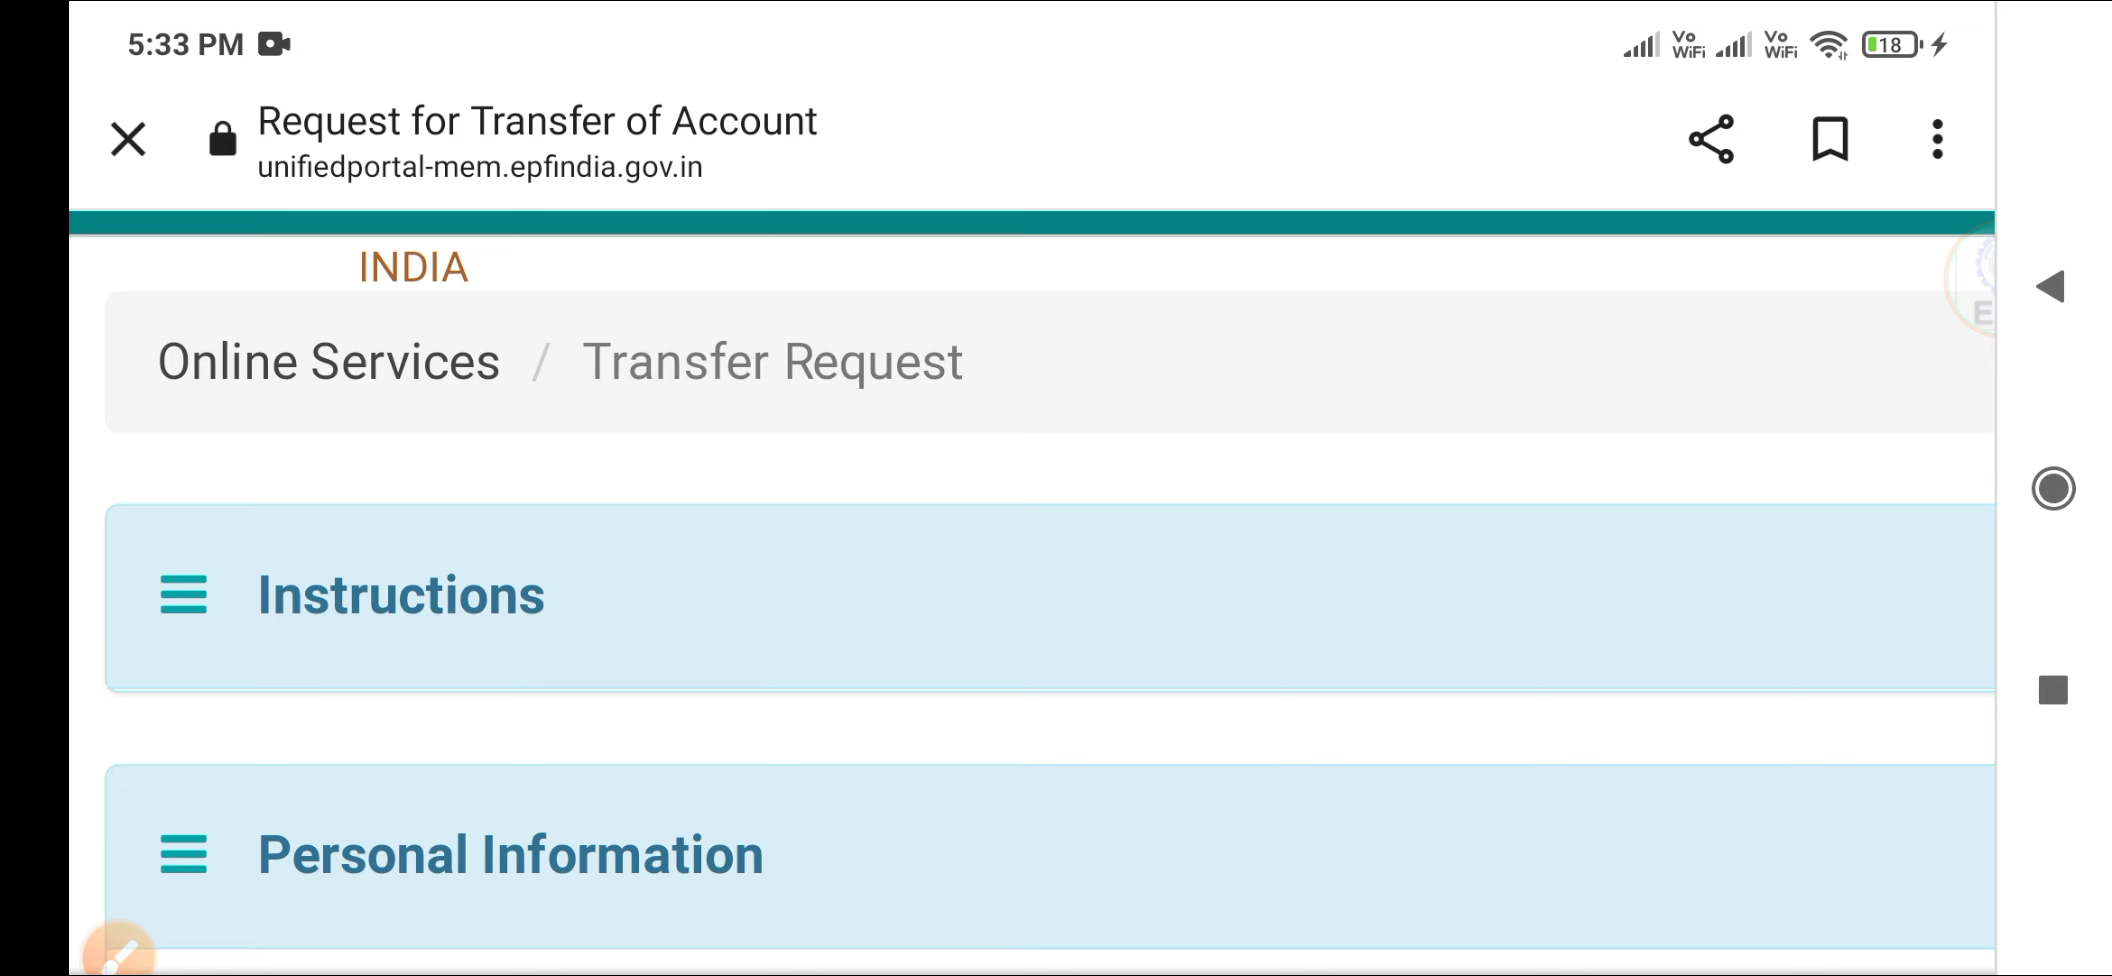 5:33 PM
Vo WiFi Vo WiFi 18
Request for Transfer of Account
unifiedportal-mem.epfindia.gov.in
INDIA
E
Online Services / Transfer Request
Instructions
Personal Information